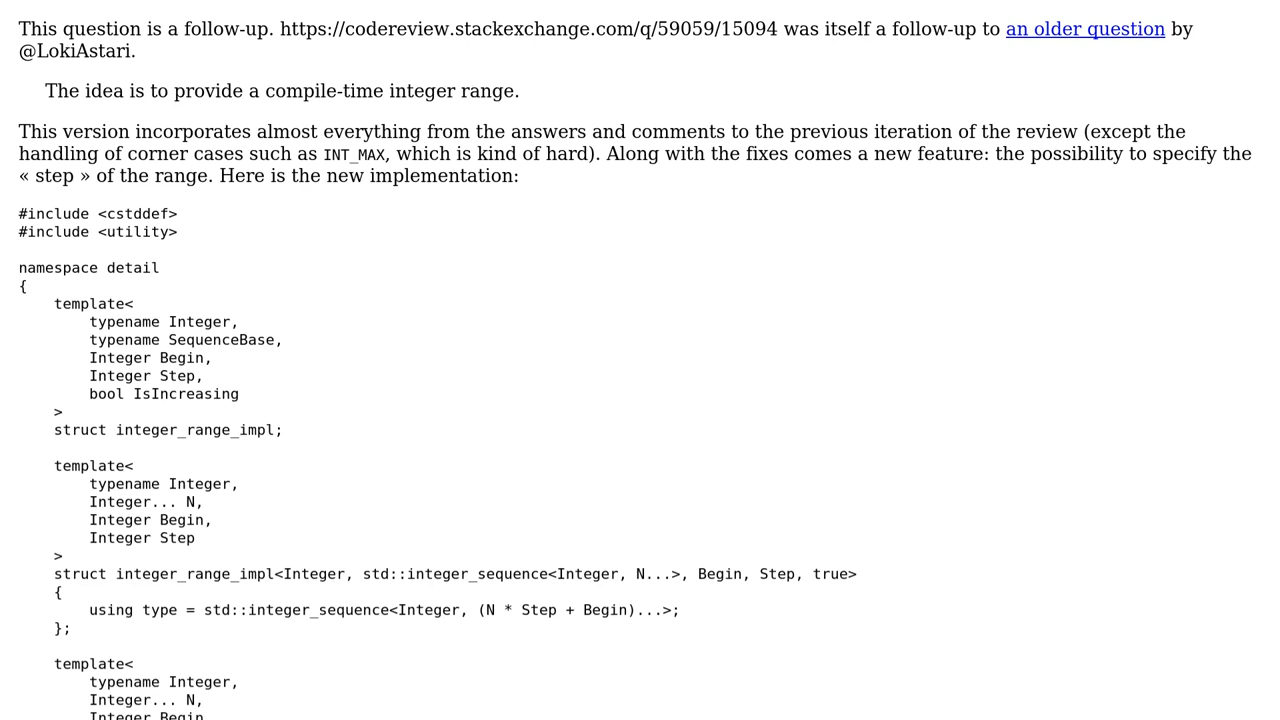 This question is a follow-up. https://codereview.stackexchange.com/q/59059/15094 was itself a follow-up to an older question by
@LokiAstari.
The idea is to provide a compile-time integer range.
This version incorporates almost everything from the answers and comments to the previous iteration of the review (except the
handling of corner cases such as INT_MAX, which is kind of hard). Along with the fixes comes a new feature: the possibility to specify the
« step » of the range. Here is the new implementation:
#include <cstddef>
#include <utility>
namespace detail
{
    template<
        typename Integer,
        typename SequenceBase,
        Integer Begin,
        Integer Step,
        bool IsIncreasing
    >
    struct integer_range_impl;
    template<
        typename Integer,
        Integer... N,
        Integer Begin,
        Integer Step
    >
    struct integer_range_impl<Integer, std::integer_sequence<Integer, N...>, Begin, Step, true>
    {
        using type = std::integer_sequence<Integer, (N * Step + Begin)...>;
    };
    template<
        typename Integer,
        Integer... N,
        Integer Begin,